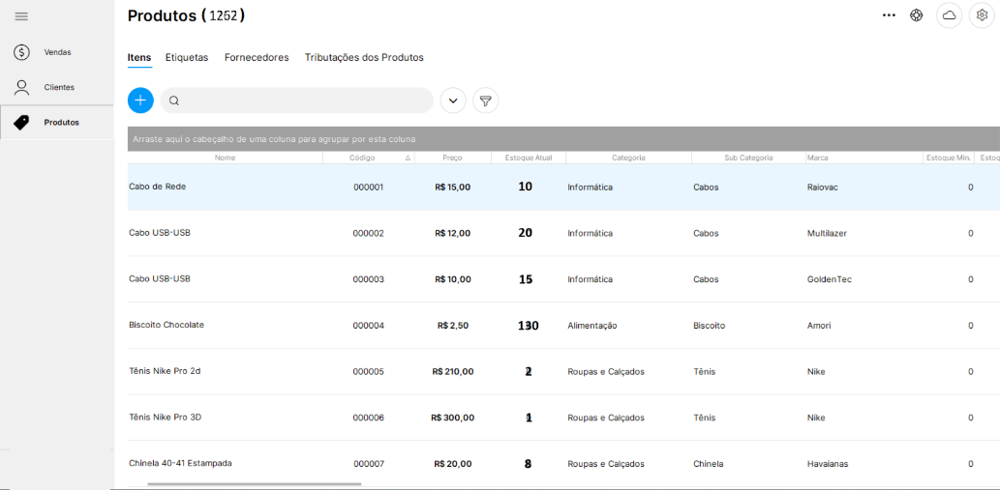 Produtos (1262)
Vendas
Clientes
Produtos
Itens Etiquetas Fornecedores Tributações dos Produtos
Arraste aqui o cabeçalho de uma coluna para agrupar por esta coluna
Nome Código Preço Estoque Atual Categoria Sub Categoria Marca Estoque Mín. Estoq
Cabo de Rede 000001 R$ 15,00 10 Informática Cabos Raiovac 0
Cabo USB-USB 000002 R$ 12,00 20 Informática Cabos Multilazer 0
Cabo USB-USB 000003 R$ 10,00 15 Informática Cabos GoldenTec 0
Biscoito Chocolate 000004 R$ 2,50 130 Alimentação Biscoito Amori 0
Tênis Nike Pro 2d 000005 R$ 210,00 2 Roupas e Calçados Tênis Nike 0
Tênis Nike Pro 3D 000006 R$ 300,00 1 Roupas e Calçados Tênis Nike 0
Chinela 40-41 Estampada 000007 R$ 20,00 8 Roupas e Calçados Chinela Havaianas 0